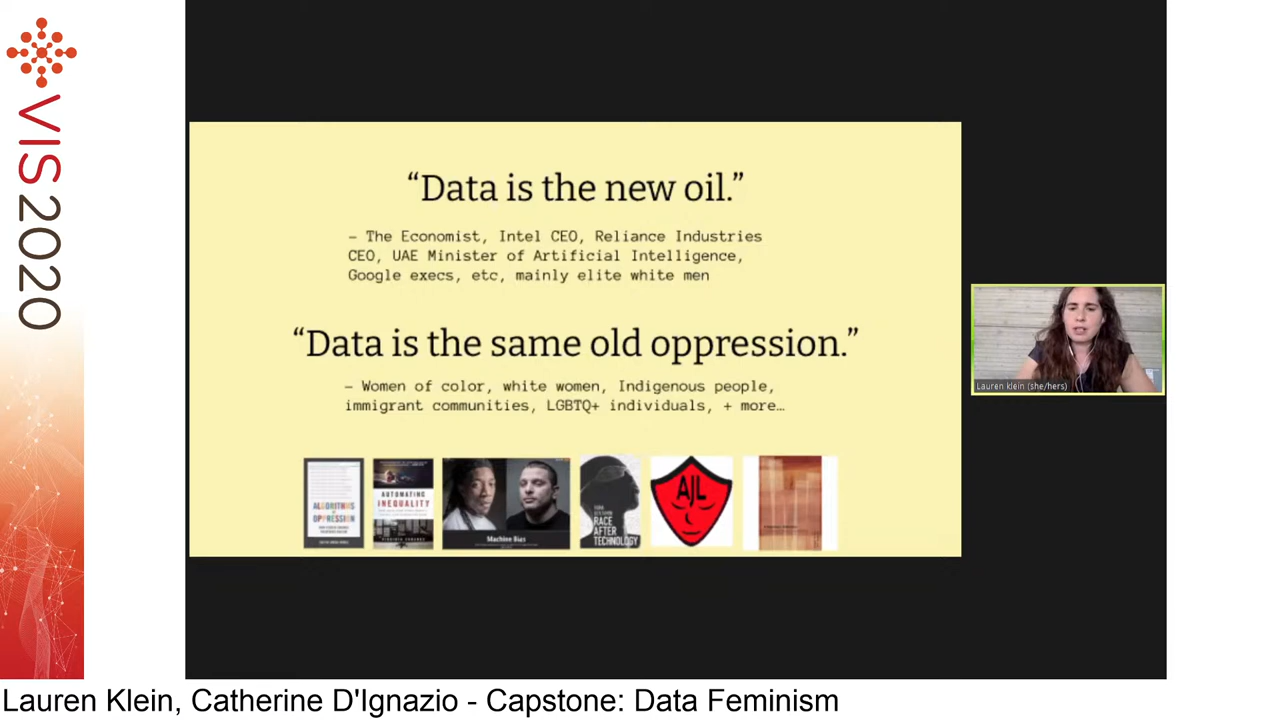 VIS2020
“Data is the new oil.”
– The Economist, Intel CEO, Reliance Industries
CEO, UAE Minister of Artificial Intelligence,
Google execs, etc, mainly elite white men
“Data is the same old oppression.”
– Women of color, white women, Indigenous people,
immigrant communities, LGBTQ+ individuals, + more…
ALGORITHMS
OF
OPPRESSION
AUTOMATING
INEQUALITY
Machine Bias
RACE
AFTER
TECHNOLOGY
AJL
Lauren klein (she/hers)
Lauren Klein, Catherine D'Ignazio - Capstone: Data Feminism